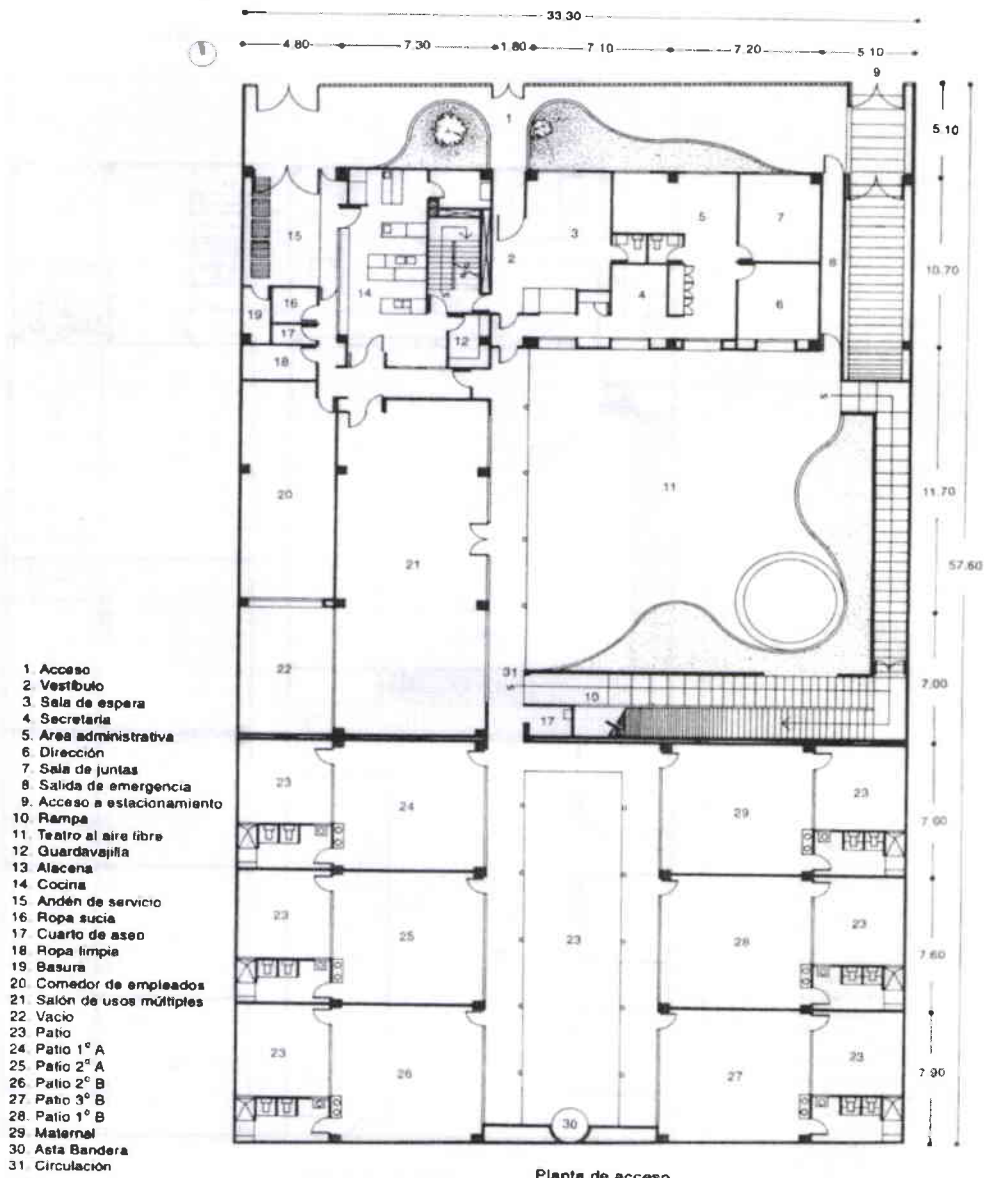 33.30
4.80 7.30 1.80 7.10 7.20 5.10
9
1
5.10
15
3
5
7
2
8
10.70
14
4
6
16
19
17
12
18
S
20
11
11.70
21
57.60
22
31
S
10
7.00
17
23
24
29
23
7.60
23
25
23
28
23
7.60
23
26
27
23
7.90
30
1. Acceso
2. Vestíbulo
3. Sala de espera
4. Secretaría
5. Area administrativa
6. Dirección
7. Sala de juntas
8. Salida de emergencia
9. Acceso a estacionamiento
10. Rampa
11. Teatro al aire libre
12. Guardavajilla
13. Alacena
14. Cocina
15. Andén de servicio
16. Ropa sucia
17. Cuarto de aseo
18. Ropa limpia
19. Basura
20. Comedor de empleados
21. Salón de usos múltiples
22. Vacio
23. Patio
24. Patio 1° A
25. Patio 2° A
26. Patio 2° B
27. Patio 3° B
28. Patio 1° B
29. Maternal
30. Asta Bandera
31. Circulación
Planta de acceso